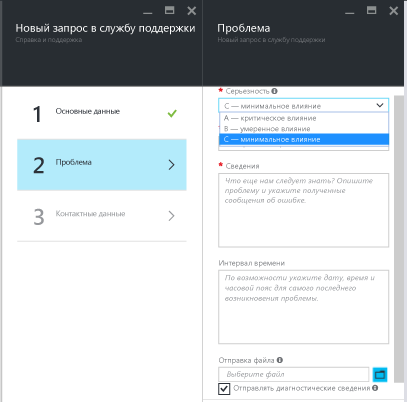 Новый запрос в службу поддержки
Справка и поддержка
1 Основные данные
2 Проблема
3 Контактные данные
Проблема
Новый запрос в службу поддержки
* Серьезность
C — минимальное влияние
A — критическое влияние
B — умеренное влияние
C — минимальное влияние
* Сведения
Что еще нам следует знать? Опишите
проблему и укажите полученные
сообщения об ошибке.
Интервал времени
По возможности укажите дату, время и
часовой пояс для самого последнего
возникновения проблемы.
Отправка файла
Выберите файл
Отправлять диагностические сведения